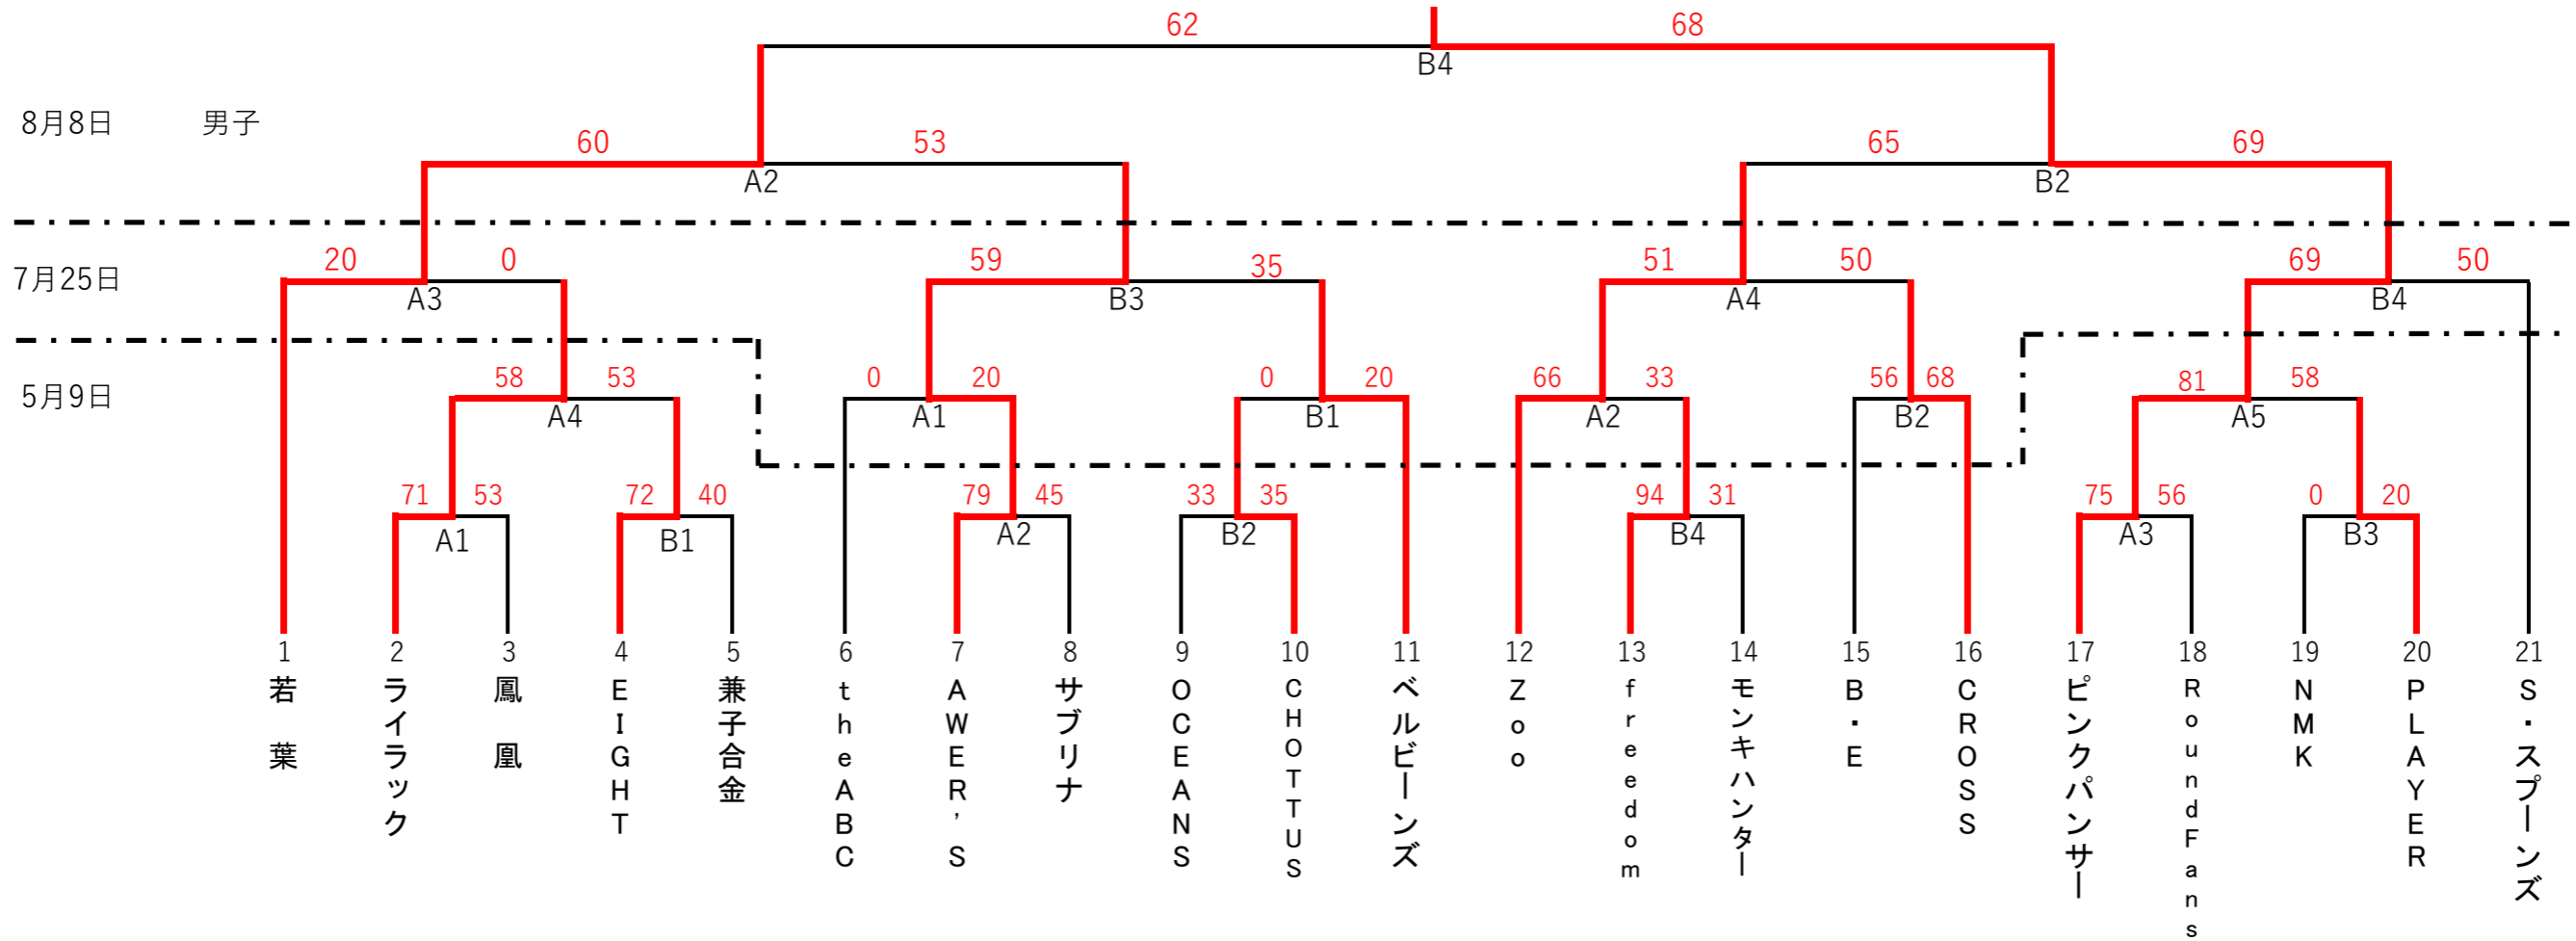 62 68
B4
8月8日 男子
60 53 65 69
A2 B2
20 0 59 35 51 50 69 50
7月25日
A3 B3 A4 B4
58 53 0 20 0 20 66 33 56 68 81 58
5月9日
A4 A1 B1 A2 B2 A5
71 53 72 40 79 45 33 35 94 31 75 56 0 20
A1 B1 A2 B2 B4 A3 B3
1 2 3 4 5 6 7 8 9 10 11 12 13 14 15 16 17 18 19 20 21
若葉
ライラック
鳳凰
EIGHT
兼子合金
theABC
AWER'S
サブリナ
OCEANS
CHOTTUS
ベルビーンズ
Zoo
freedom
モンキハンター
B・E
CROSS
ピンクパンサー
RoundFans
NMK
PLAYER
S・スプーンズ